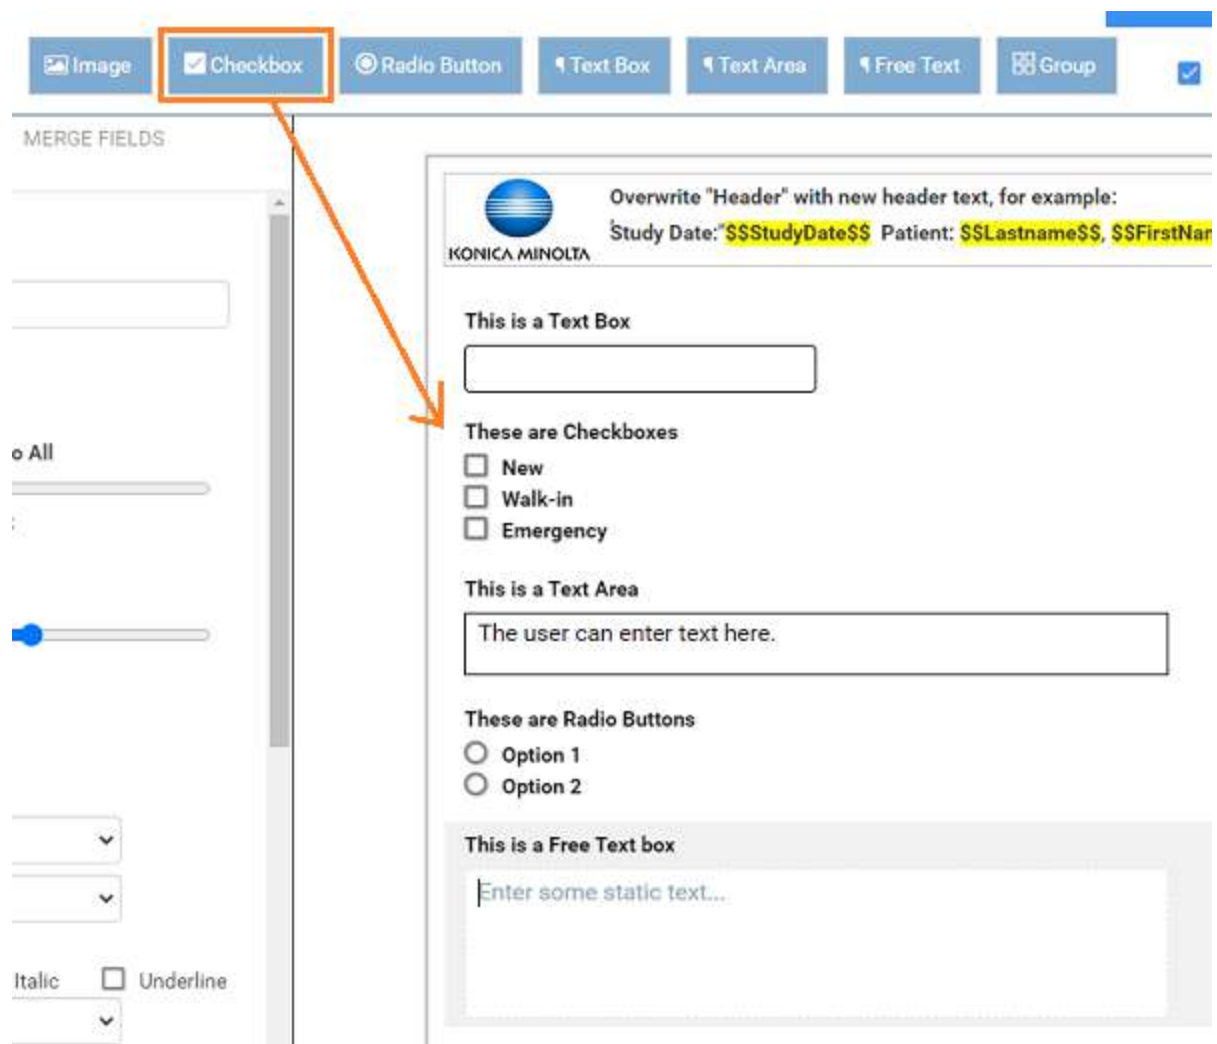 Image
Checkbox
Radio Button
¶ Text Box
¶ Text Area
¶ Free Text
Group
MERGE FIELDS
o All
Italic
Underline
KONICA MINOLTA
Overwrite "Header" with new header text, for example:
Study Date:"$$StudyDate$$ Patient: $$Lastname$$, $$FirstNar
This is a Text Box
These are Checkboxes
New
Walk-in
Emergency
This is a Text Area
The user can enter text here.
These are Radio Buttons
Option 1
Option 2
This is a Free Text box
Enter some static text...